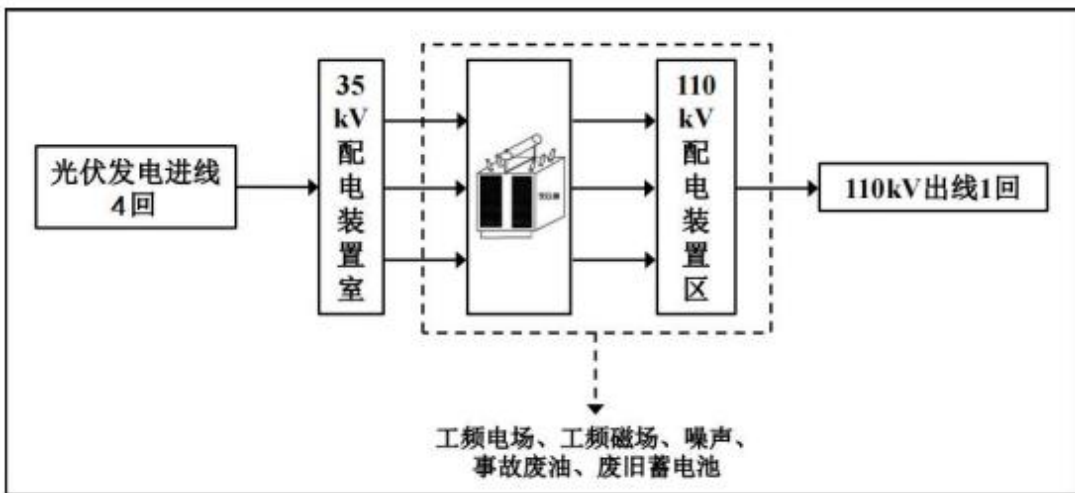 光伏发电进线
4回
35
kV
配
电
装
置
室
110
kV
配
电
装
置
区
110kV出线1回
工频电场、工频磁场、噪声、
事故废油、废旧蓄电池